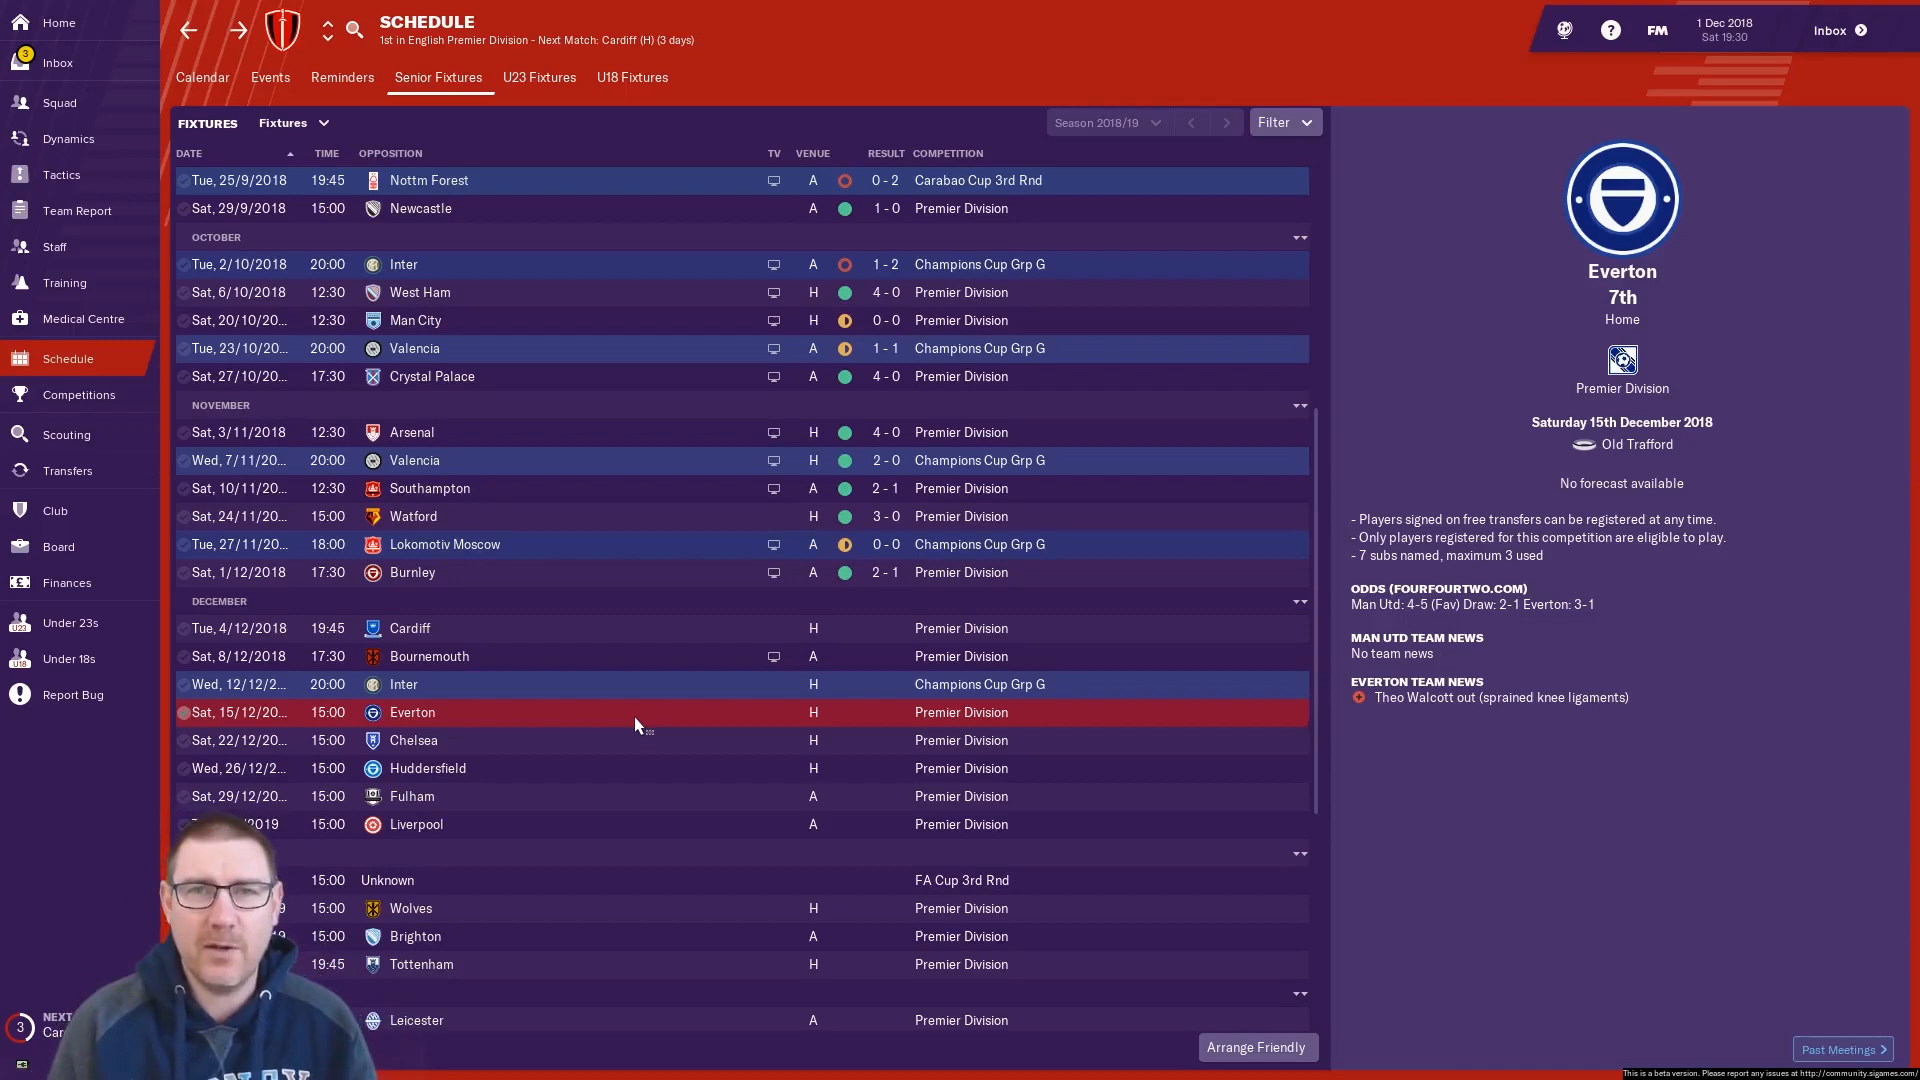 Home
3
Inbox
Squad
Dynamics
Tactics
Team Report
Staff
Training
Medical Centre
Schedule
Competitions
Scouting
Transfers
Club
Board
Finances
U23
Under 23s
U18
Under 18s
Report Bug
3
NEXT
Car
SCHEDULE
1st in English Premier Division - Next Match: Cardiff (H) (3 days)
? FM
1 Dec 2018
Sat 19:30
Inbox
Calendar Events Reminders Senior Fixtures U23 Fixtures U18 Fixtures
FIXTURES Fixtures Season 2018/19 Filter
DATE TIME OPPOSITION TV VENUE RESULT COMPETITION
Tue, 25/9/2018 19:45 Nottm Forest A 0 - 2 Carabao Cup 3rd Rnd
Sat, 29/9/2018 15:00 Newcastle A 1 - 0 Premier Division
OCTOBER
Tue, 2/10/2018 20:00 Inter A 1 - 2 Champions Cup Grp G
Sat, 6/10/2018 12:30 West Ham H 4 - 0 Premier Division
Sat, 20/10/20... 12:30 Man City H 0 - 0 Premier Division
Tue, 23/10/20... 20:00 Valencia A 1 - 1 Champions Cup Grp G
Sat, 27/10/20... 17:30 Crystal Palace A 4 - 0 Premier Division
NOVEMBER
Sat, 3/11/2018 12:30 Arsenal H 4 - 0 Premier Division
Wed, 7/11/20... 20:00 Valencia H 2 - 0 Champions Cup Grp G
Sat, 10/11/20... 12:30 Southampton A 2 - 1 Premier Division
Sat, 24/11/20... 15:00 Watford H 3 - 0 Premier Division
Tue, 27/11/20... 18:00 Lokomotiv Moscow A 0 - 0 Champions Cup Grp G
Sat, 1/12/2018 17:30 Burnley A 2 - 1 Premier Division
DECEMBER
Tue, 4/12/2018 19:45 Cardiff H Premier Division
Sat, 8/12/2018 17:30 Bournemouth A Premier Division
Wed, 12/12/2... 20:00 Inter H Champions Cup Grp G
Sat, 15/12/20... 15:00 Everton H Premier Division
Sat, 22/12/20... 15:00 Chelsea H Premier Division
Wed, 26/12/2... 15:00 Huddersfield H Premier Division
Sat, 29/12/20... 15:00 Fulham A Premier Division
2019 15:00 Liverpool A Premier Division
15:00 Unknown FA Cup 3rd Rnd
9 15:00 Wolves H Premier Division
19 15:00 Brighton A Premier Division
19:45 Tottenham H Premier Division
Leicester A Premier Division
Arrange Friendly
Everton
7th
Home
Premier Division
Saturday 15th December 2018
Old Trafford
No forecast available
- Players signed on free transfers can be registered at any time.
- Only players registered for this competition are eligible to play.
- 7 subs named, maximum 3 used
ODDS (FOURFOURTWO.COM)
Man Utd: 4-5 (Fav) Draw: 2-1 Everton: 3-1
MAN UTD TEAM NEWS
No team news
EVERTON TEAM NEWS
Theo Walcott out (sprained knee ligaments)
Past Meetings
This is a beta version. Please report any issues at http://community.sigames.com/